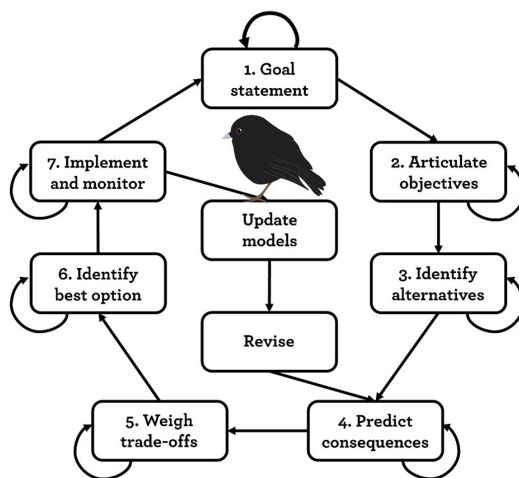 1. Goal
statement
2. Articulate
objectives
3. Identify
alternatives
4. Predict
consequences
5. Weigh
trade-offs
6. Identify
best option
7. Implement
and monitor
Update
models
Revise